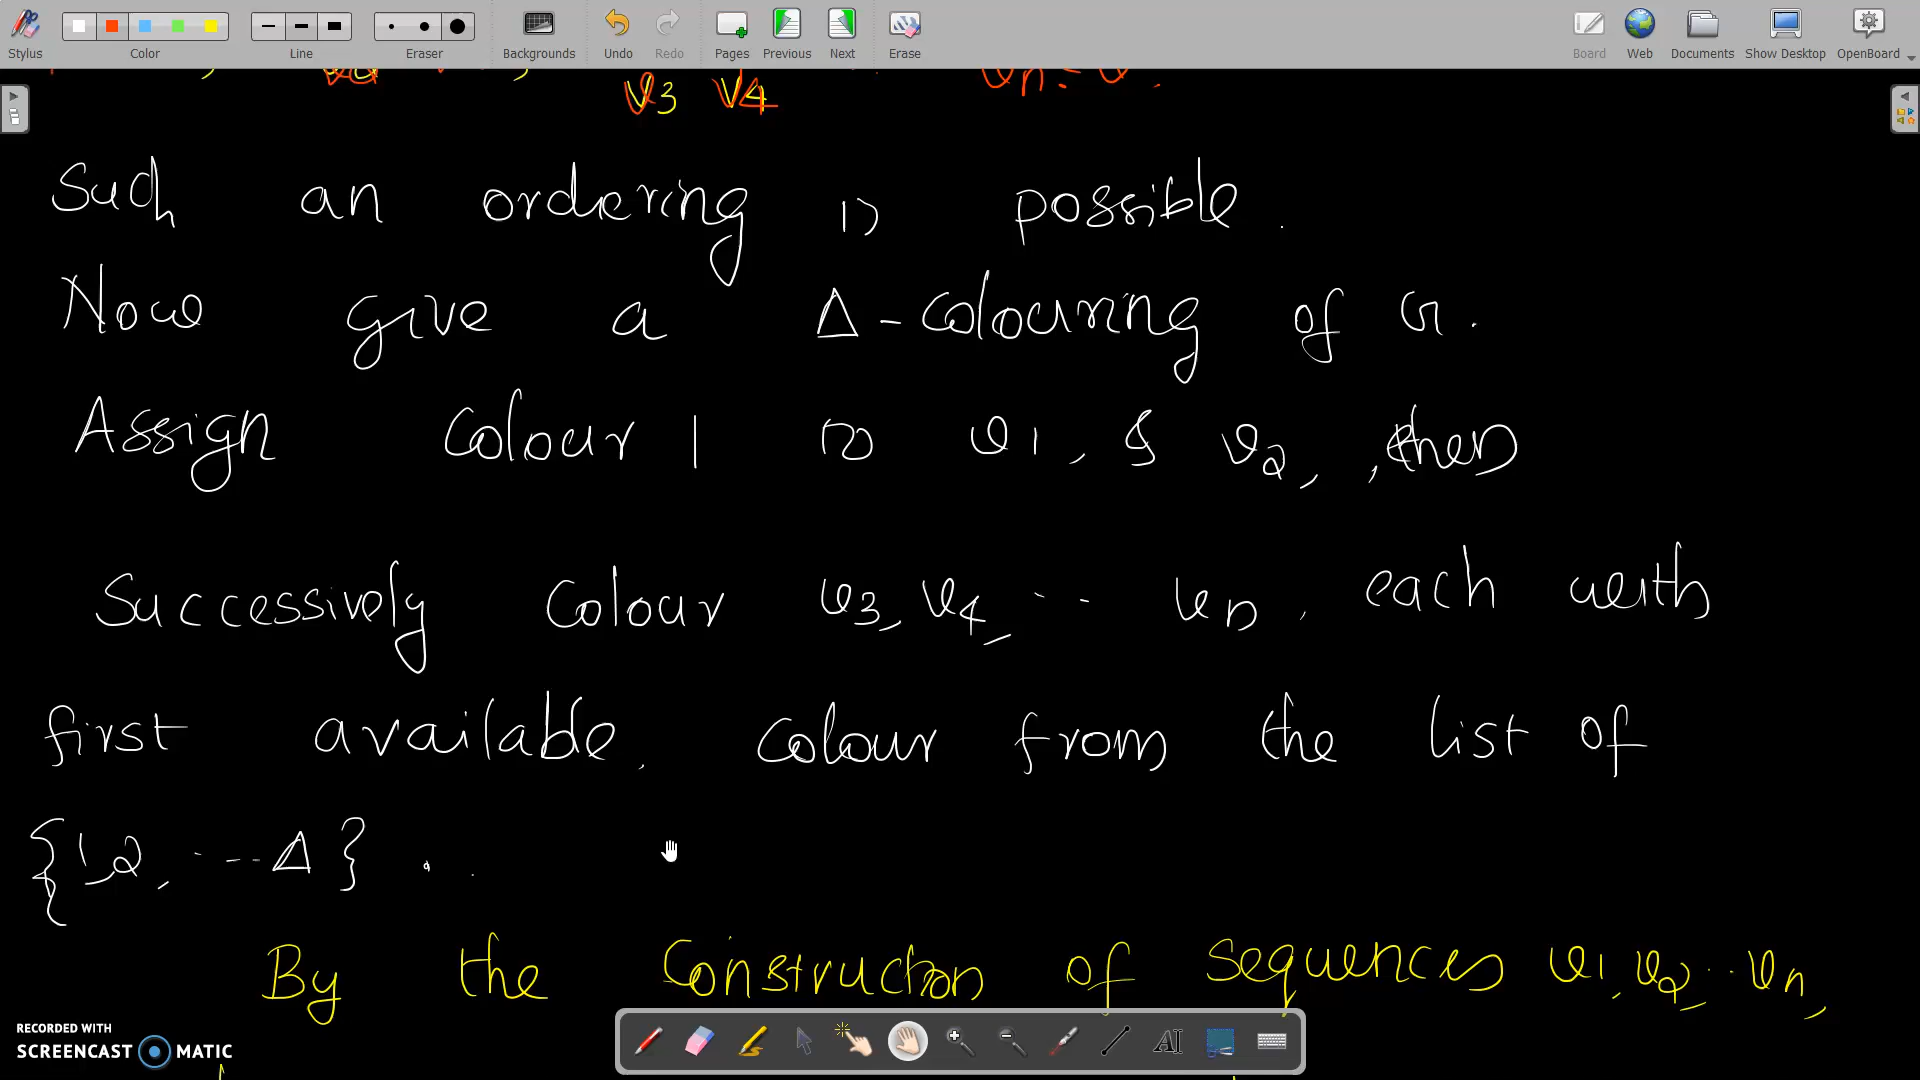 Stylus Color Line Eraser Backgrounds Undo Redo Pages Previous Next Erase Board Web Documents Show Desktop OpenBoard
v3 v4 vn = v.
Such an ordering is possible.
Now give a Δ-colouring of G.
Assign colour 1 to v1, & v2, , then
Successively colour v3, v4, -- vn, each with
first available, colour from the list of
{1,2, ---Δ} .
By the Construction of sequences v1, v2, .. vn,
RECORDED WITH
SCREENCAST MATIC